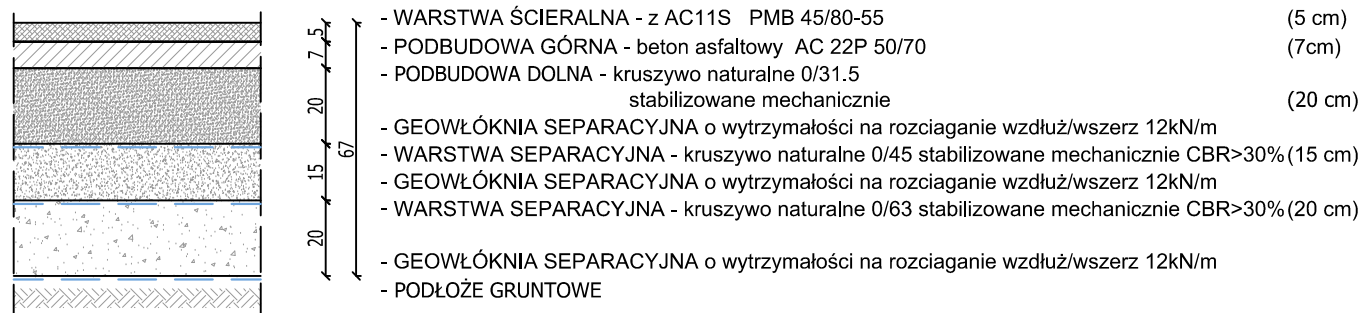 - WARSTWA ŚCIERALNA - z AC11S PMB 45/80-55 (5 cm)
- PODBUDOWA GÓRNA - beton asfaltowy AC 22P 50/70 (7cm)
- PODBUDOWA DOLNA - kruszywo naturalne 0/31.5
stabilizowane mechanicznie (20 cm)
- GEOWŁÓKNIA SEPARACYJNA o wytrzymałości na rozciaganie wzdłuż/wszerz 12kN/m
- WARSTWA SEPARACYJNA - kruszywo naturalne 0/45 stabilizowane mechanicznie CBR>30% (15 cm)
- GEOWŁÓKNIA SEPARACYJNA o wytrzymałości na rozciaganie wzdłuż/wszerz 12kN/m
- WARSTWA SEPARACYJNA - kruszywo naturalne 0/63 stabilizowane mechanicznie CBR>30% (20 cm)
- GEOWŁÓKNIA SEPARACYJNA o wytrzymałości na rozciaganie wzdłuż/wszerz 12kN/m
- PODŁOŻE GRUNTOWE
5
7
20
15
20
67